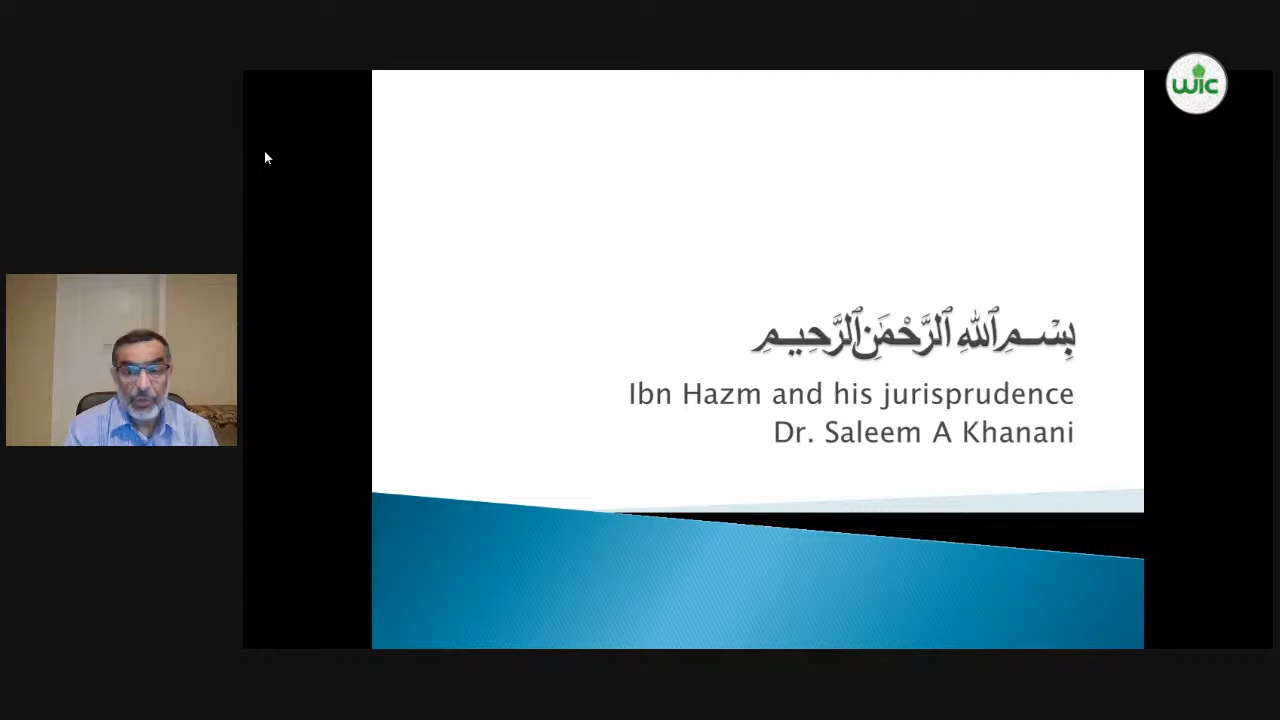 wic
بِسْمِ ٱللَّهِ ٱلرَّحْمَٰنِ ٱلرَّحِيمِ
Ibn Hazm and his jurisprudence
Dr. Saleem A Khanani